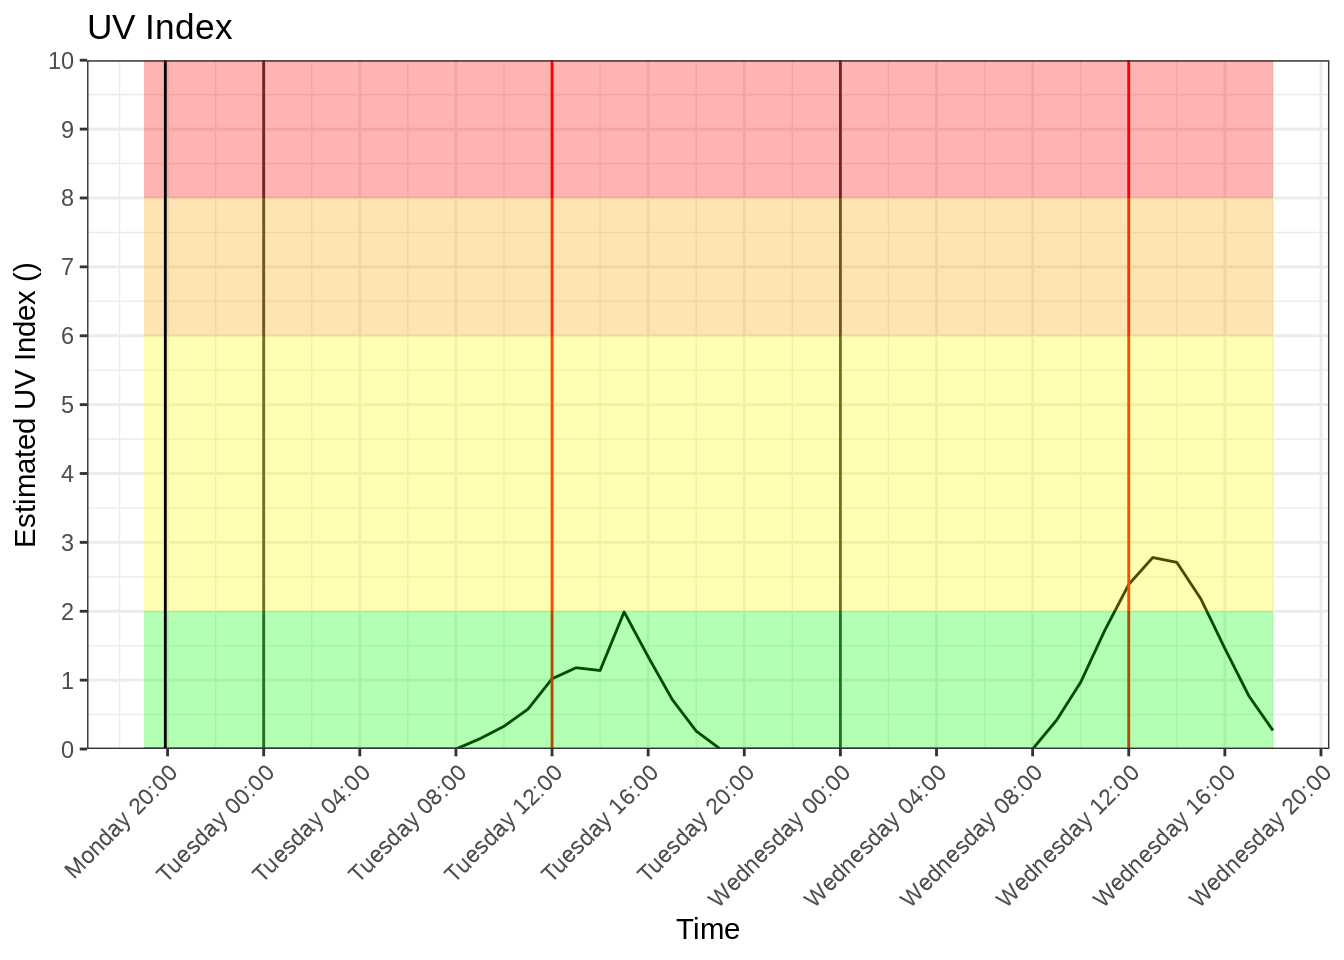 UV Index
Estimated UV Index ()
10
9
8
7
6
5
4
3
2
1
0
Monday 20:00
Tuesday 00:00
Tuesday 04:00
Tuesday 08:00
Tuesday 12:00
Tuesday 16:00
Tuesday 20:00
Wednesday 00:00
Wednesday 04:00
Wednesday 08:00
Wednesday 12:00
Wednesday 16:00
Wednesday 20:00
Time